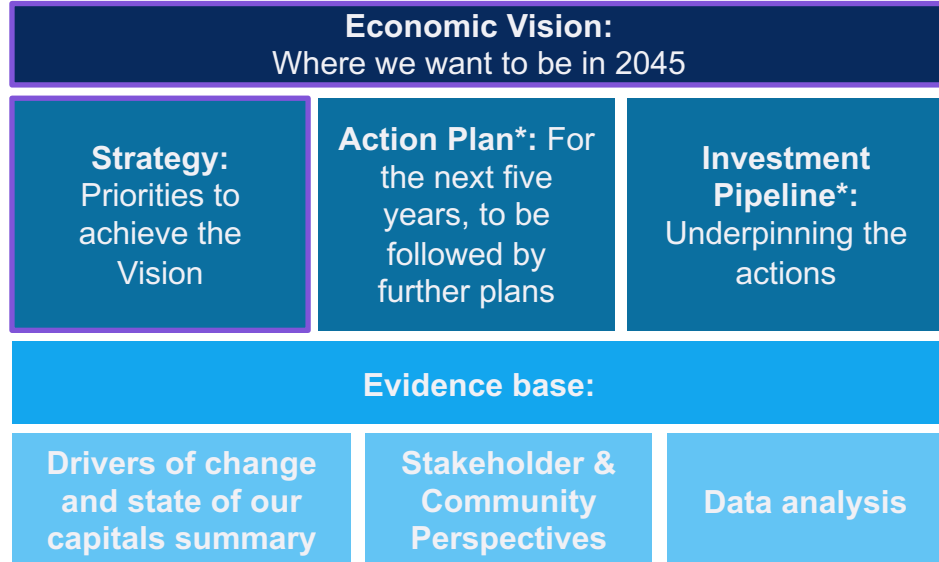 Economic Vision:
Where we want to be in 2045
Strategy:
Priorities to
achieve the
Vision
Action Plan*: For
the next five
years, to be
followed by
further plans
Investment
Pipeline*:
Underpinning the
actions
Evidence base:
Drivers of change
and state of our
capitals summary
Stakeholder &
Community
Perspectives
Data analysis